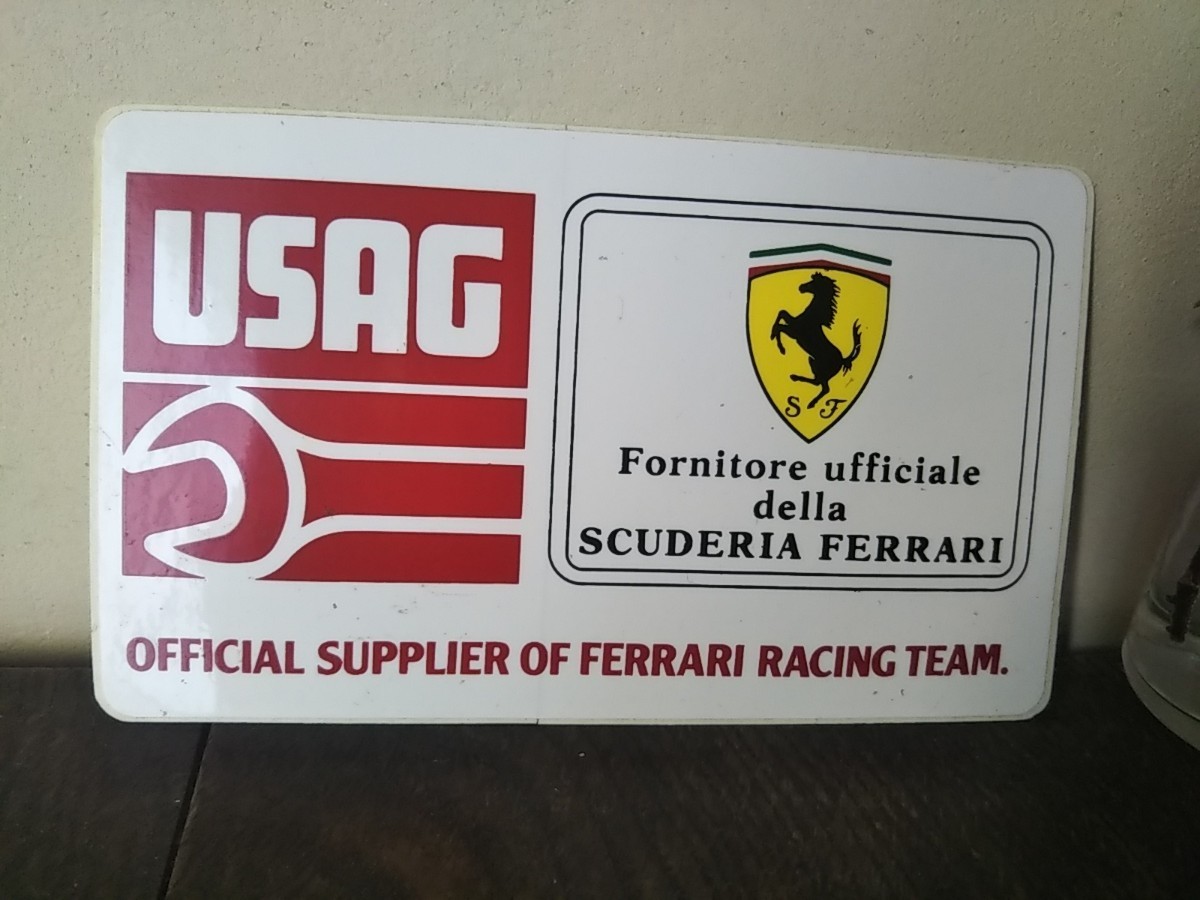 USAG
S F
Fornitore ufficiale
della
SCUDERIA FERRARI
OFFICIAL SUPPLIER OF FERRARI RACING TEAM.